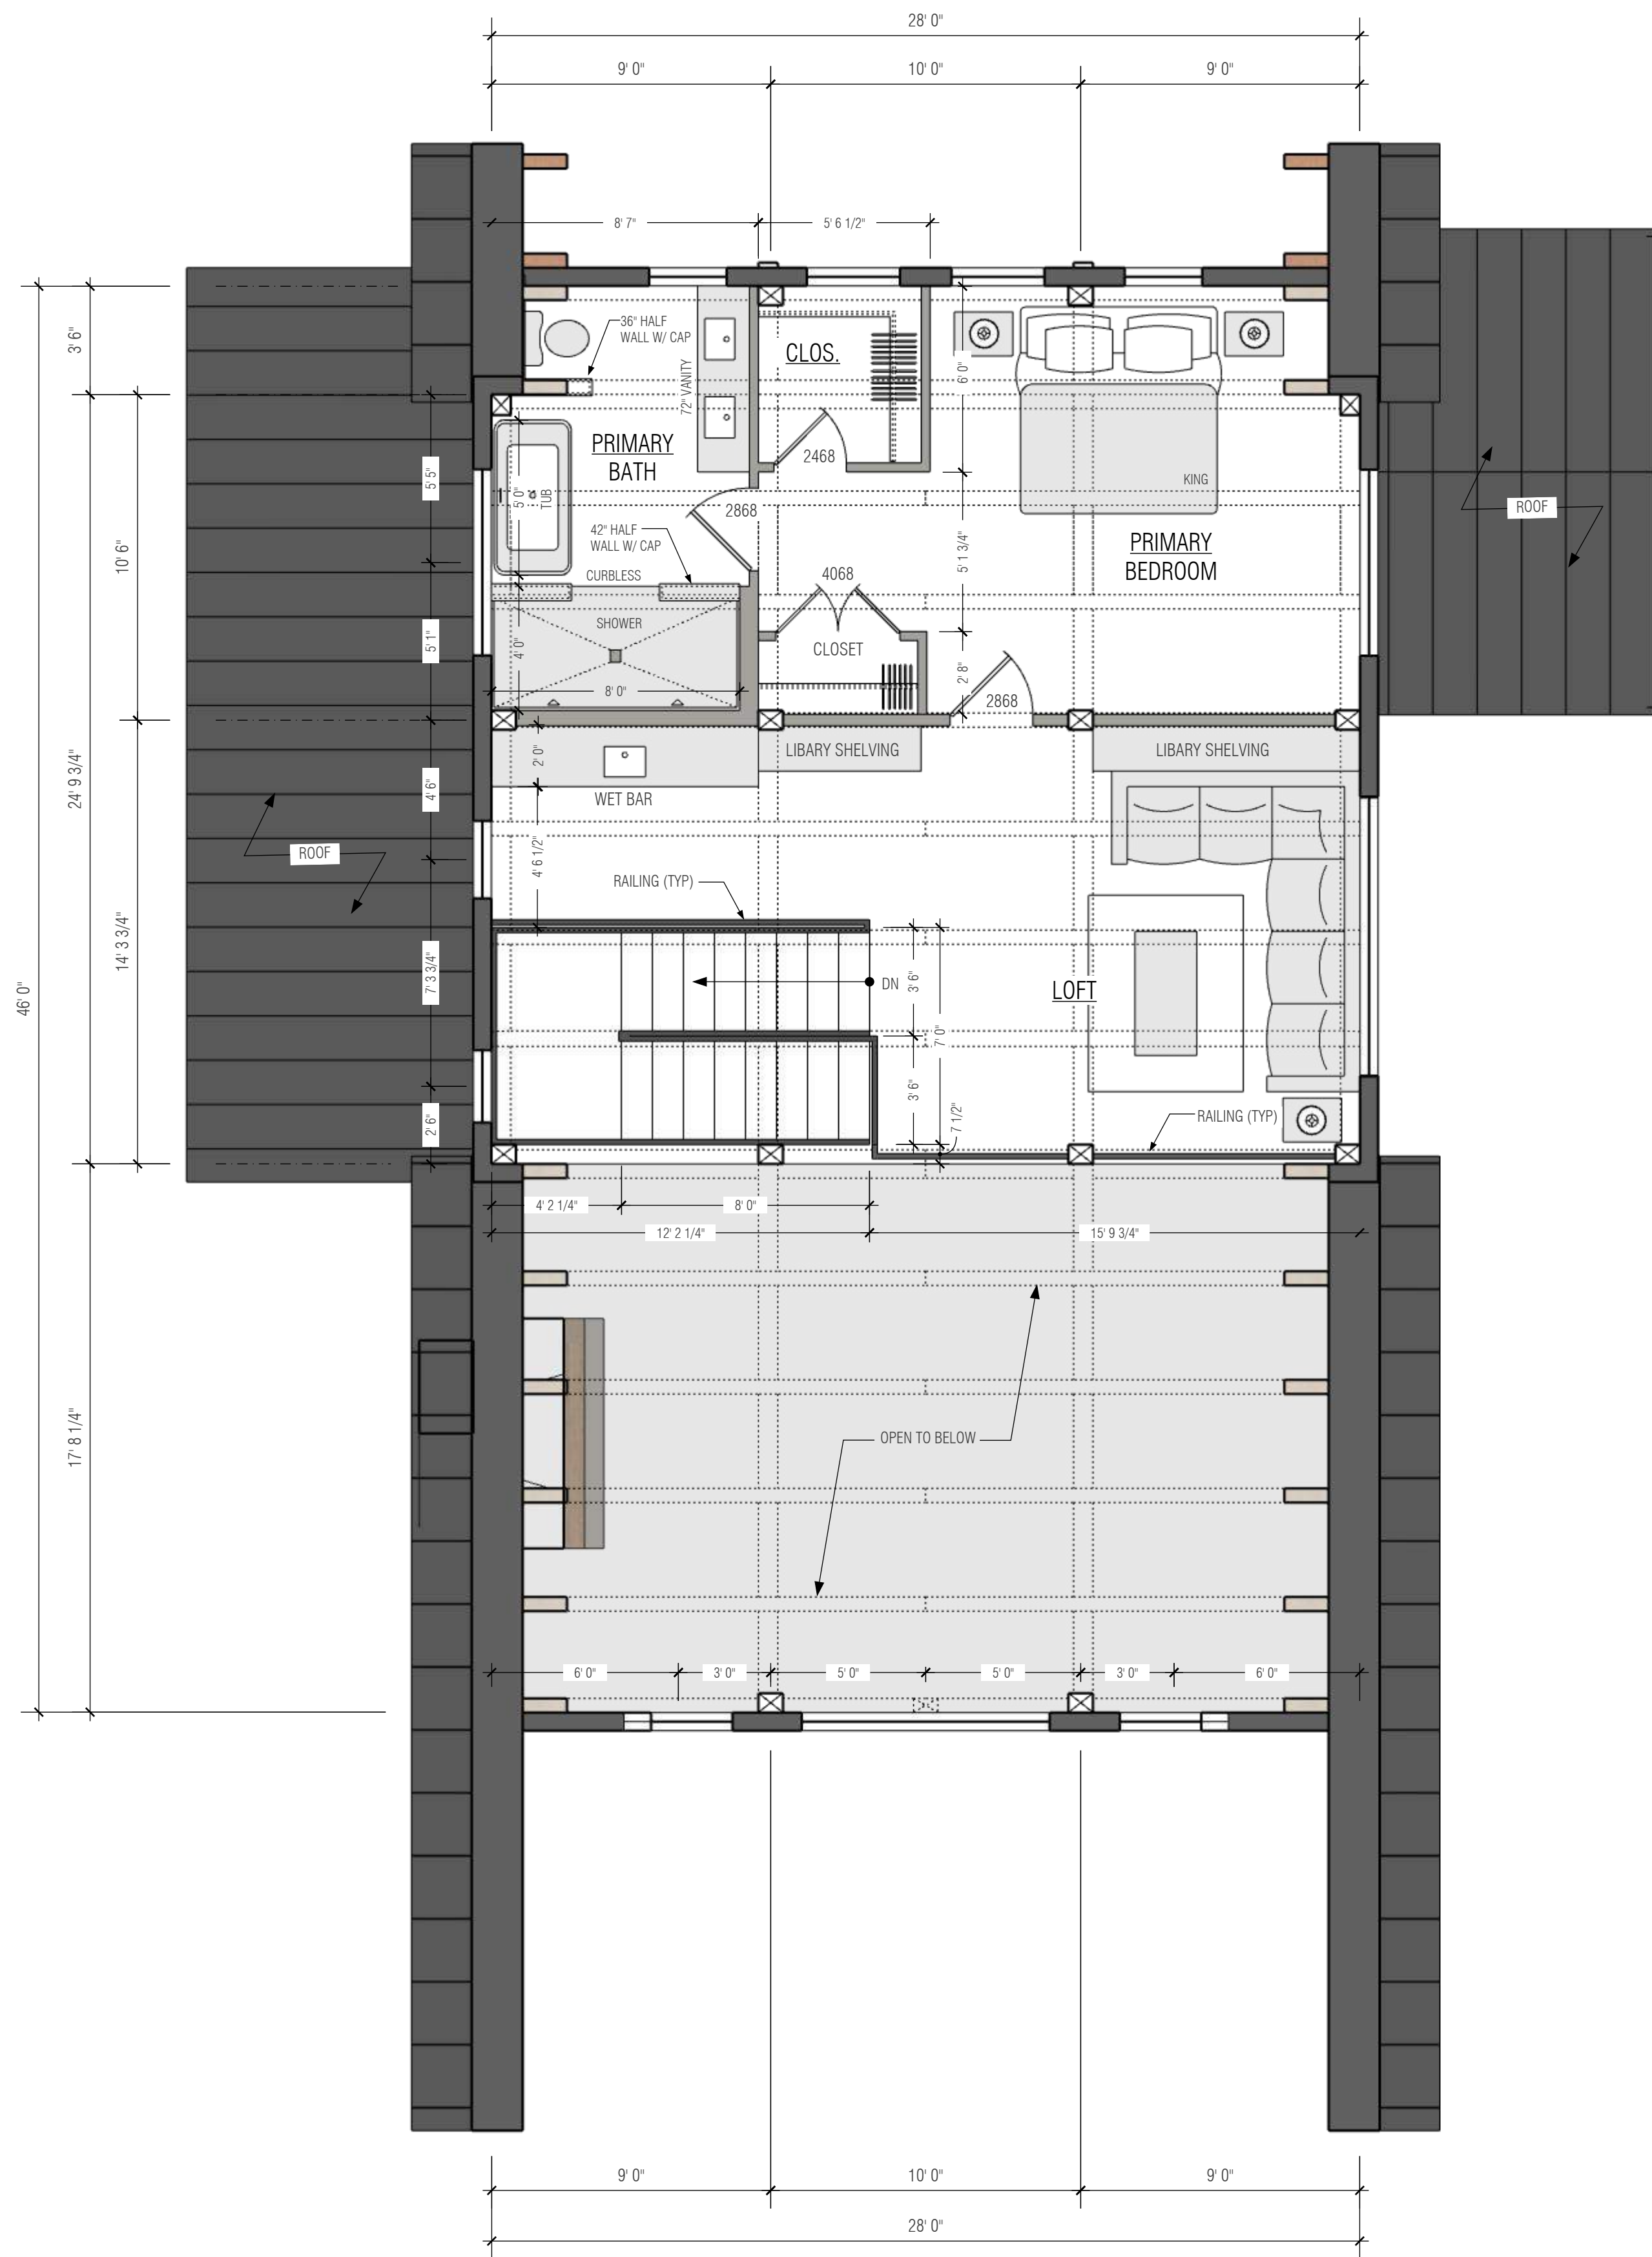 28' 0"
9' 0"
10' 0"
9' 0"
8' 7"
5' 6 1/2"
3' 6"
36" HALF
WALL W/ CAP
72" VANITY
CLOS.
6' 0"
PRIMARY
BATH
2468
KING
5' 5"
5' 0"
TUB
2868
ROOF
42" HALF
WALL W/ CAP
CURBLESS
10' 6"
4068
5' 1 3/4"
PRIMARY
BEDROOM
SHOWER
5' 1"
4' 0"
8' 0"
CLOSET
2' 8"
2868
24' 9 3/4"
4' 6"
2' 0"
LIBARY SHELVING
LIBARY SHELVING
WET BAR
ROOF
4' 6 1/2"
RAILING (TYP)
14' 3 3/4"
46' 0"
7' 3 3/4"
DN
3' 6"
7' 0"
LOFT
3' 6"
2' 6"
7 1/2"
RAILING (TYP)
4' 2 1/4"
8' 0"
12' 2 1/4"
15' 9 3/4"
17' 8 1/4"
OPEN TO BELOW
6' 0"
3' 0"
5' 0"
5' 0"
3' 0"
6' 0"
9' 0"
10' 0"
9' 0"
28' 0"